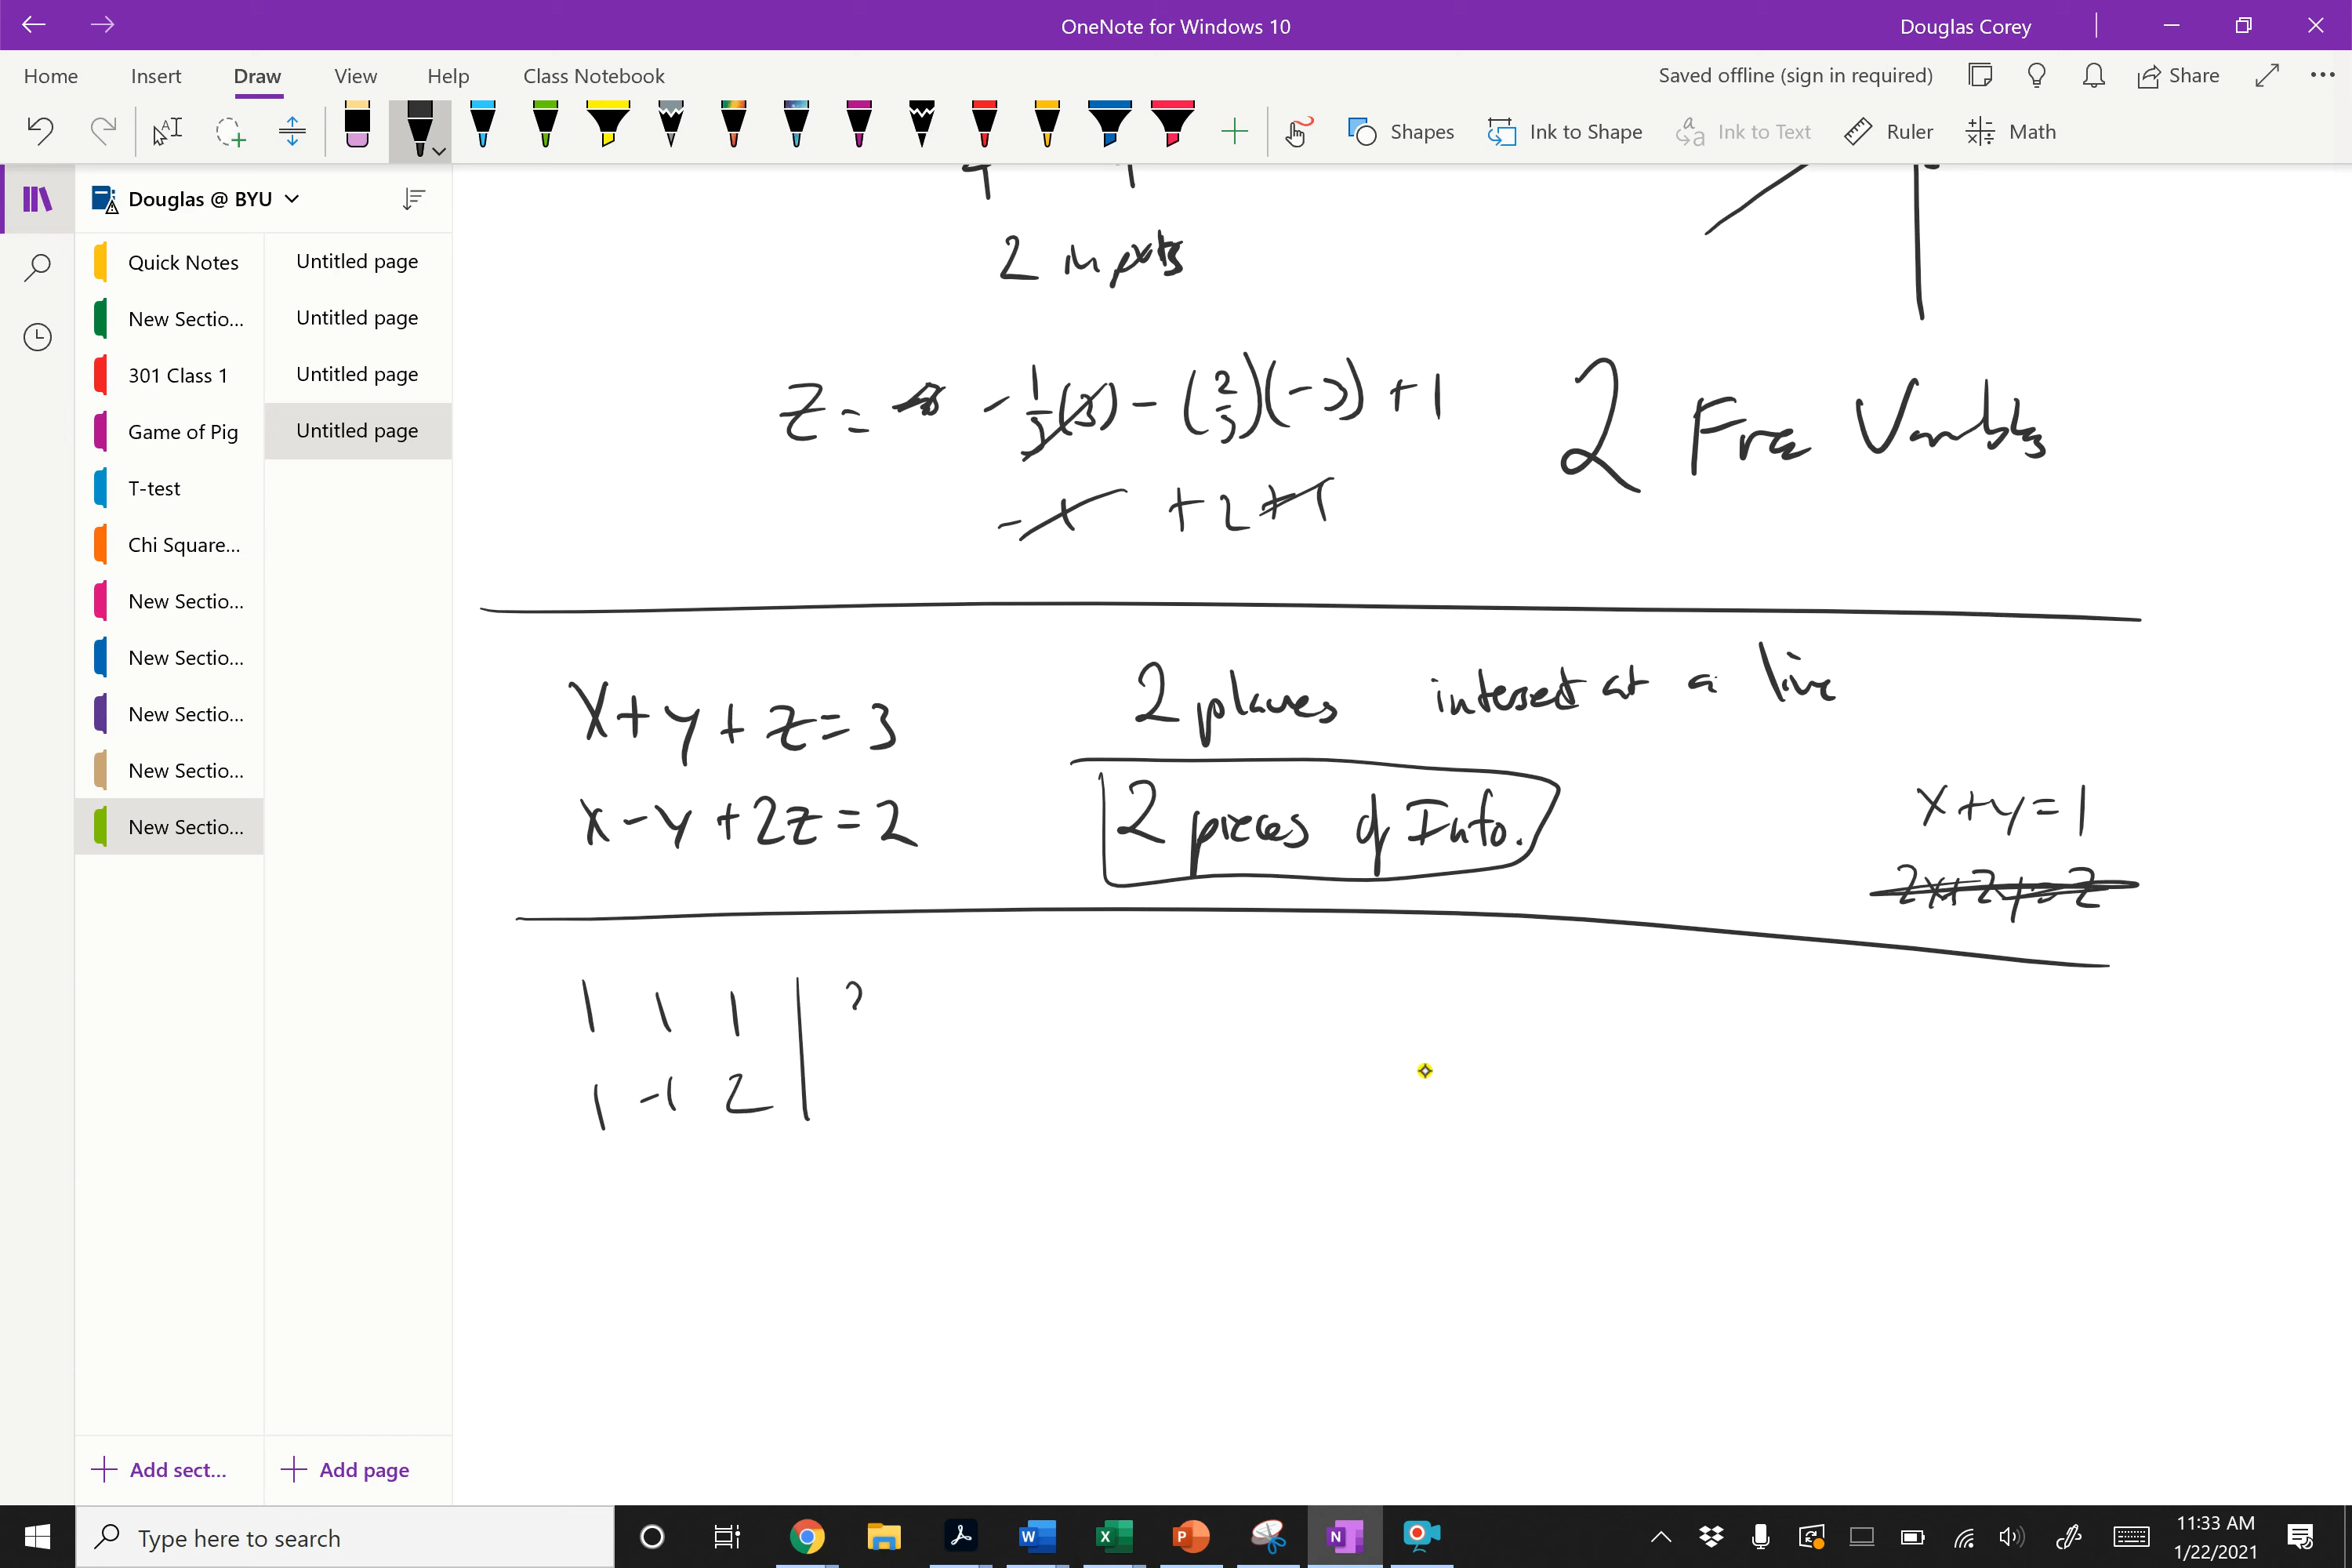 OneNote for Windows 10
Douglas Corey
Home Insert Draw View Help Class Notebook
Saved offline (sign in required)
Share
Shapes
Ink to Shape
Ink to Text
Ruler
Math
Douglas @ BYU
Quick Notes
New Sectio...
301 Class 1
Game of Pig
T-test
Chi Square...
New Sectio...
New Sectio...
New Sectio...
New Sectio...
New Sectio...
Untitled page
Untitled page
Untitled page
Untitled page
Add sect...
Add page
2 inputs
z = - 1/3(3) - (2/3)(-3) + 1
-1 +2 +1
2 Free Variables
x + y + z = 3
x - y + 2z = 2
2 planes intersect at a line
2 pieces of Info.
x + y = 1
2x + 2y = 2
1 1 1 |
1 -1 2 |
Type here to search
11:33 AM
1/22/2021